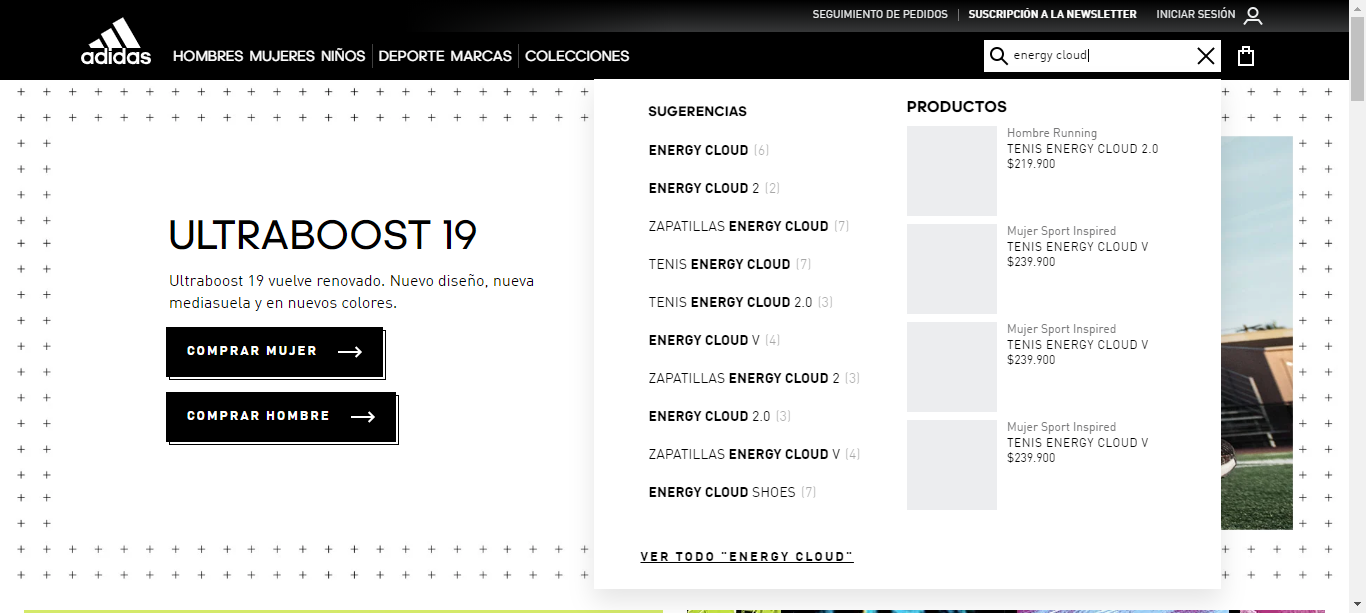 SEGUIMIENTO DE PEDIDOS
SUSCRIPCIÓN A LA NEWSLETTER
INICIAR SESIÓN
adidas
HOMBRES MUJERES NIÑOS DEPORTE MARCAS COLECCIONES
energy cloud
ULTRABOOST 19
Ultraboost 19 vuelve renovado. Nuevo diseño, nueva
mediasuela y en nuevos colores.
COMPRAR MUJER
COMPRAR HOMBRE
SUGERENCIAS
ENERGY CLOUD (6)
ENERGY CLOUD 2 (2)
ZAPATILLAS ENERGY CLOUD (7)
TENIS ENERGY CLOUD (7)
TENIS ENERGY CLOUD 2.0 (3)
ENERGY CLOUD V (4)
ZAPATILLAS ENERGY CLOUD 2 (3)
ENERGY CLOUD 2.0 (3)
ZAPATILLAS ENERGY CLOUD V (4)
ENERGY CLOUD SHOES (7)
VER TODO "ENERGY CLOUD"
PRODUCTOS
Hombre Running
TENIS ENERGY CLOUD 2.0
$219.900
Mujer Sport Inspired
TENIS ENERGY CLOUD V
$239.900
Mujer Sport Inspired
TENIS ENERGY CLOUD V
$239.900
Mujer Sport Inspired
TENIS ENERGY CLOUD V
$239.900